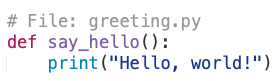 # File: greeting.py
def say_hello():
    print("Hello, world!")